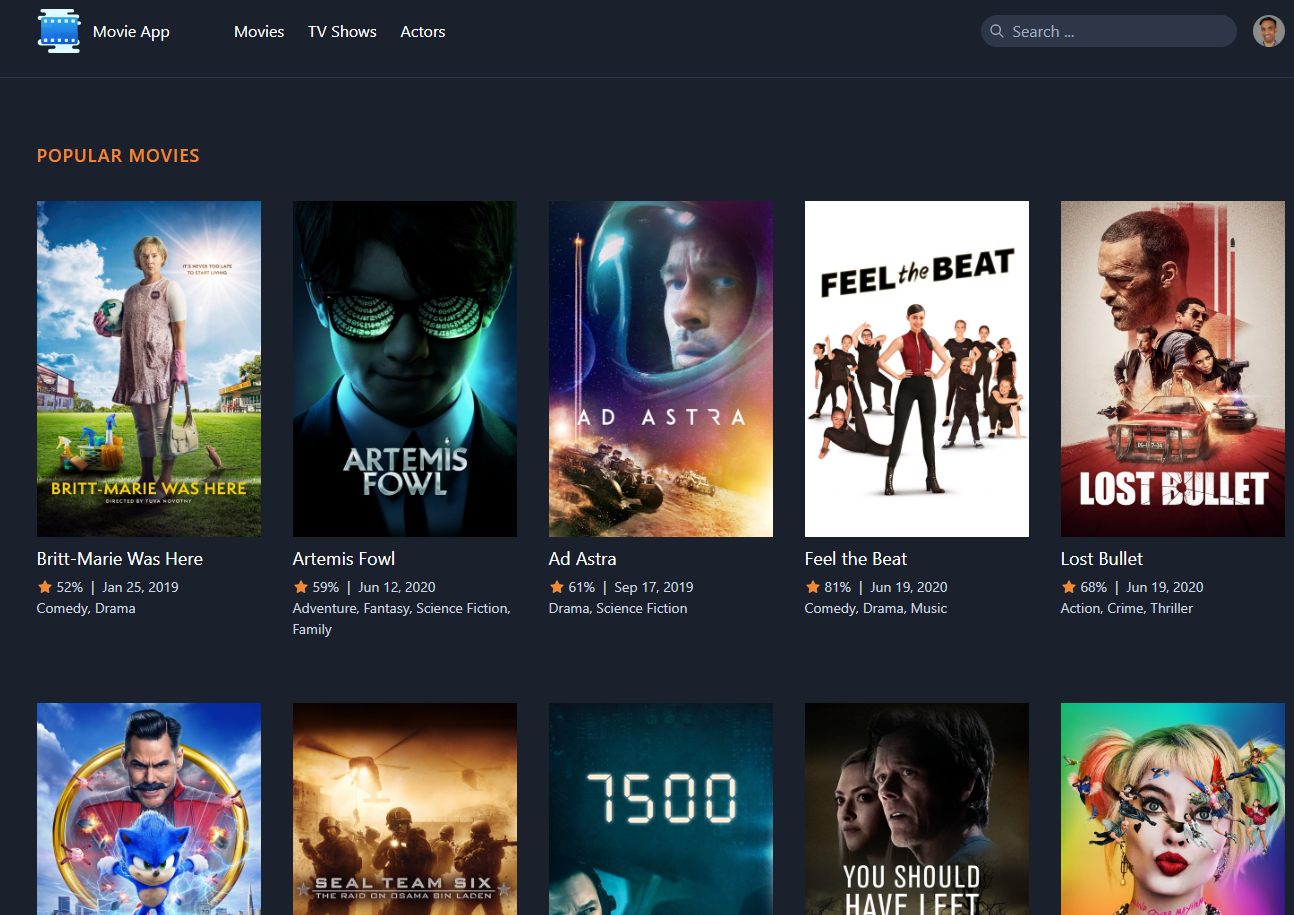 Movie App
Movies
TV Shows
Actors
Search ...
POPULAR MOVIES
IT'S NEVER TOO LATE
TO START LIVING.
BRITT-MARIE WAS HERE
DIRECTED BY TUVA NOVOTNY
ARTEMIS
FOWL
AD ASTRA
FEEL the BEAT
LOST BULLET
Britt-Marie Was Here
52% | Jan 25, 2019
Comedy, Drama
Artemis Fowl
59% | Jun 12, 2020
Adventure, Fantasy, Science Fiction,
Family
Ad Astra
61% | Sep 17, 2019
Drama, Science Fiction
Feel the Beat
81% | Jun 19, 2020
Comedy, Drama, Music
Lost Bullet
68% | Jun 19, 2020
Action, Crime, Thriller
SEAL TEAM SIX
THE RAID ON OSAMA BIN LADEN
7500
YOU SHOULD
HAVE LEFT